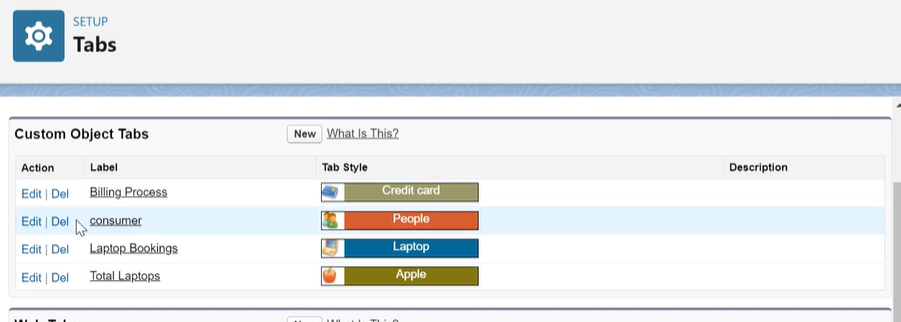 SETUP
Tabs
Custom Object Tabs New What Is This?
Action Label Tab Style Description
Edit | Del Billing Process Credit card
Edit | Del consumer People
Edit | Del Laptop Bookings Laptop
Edit | Del Total Laptops Apple